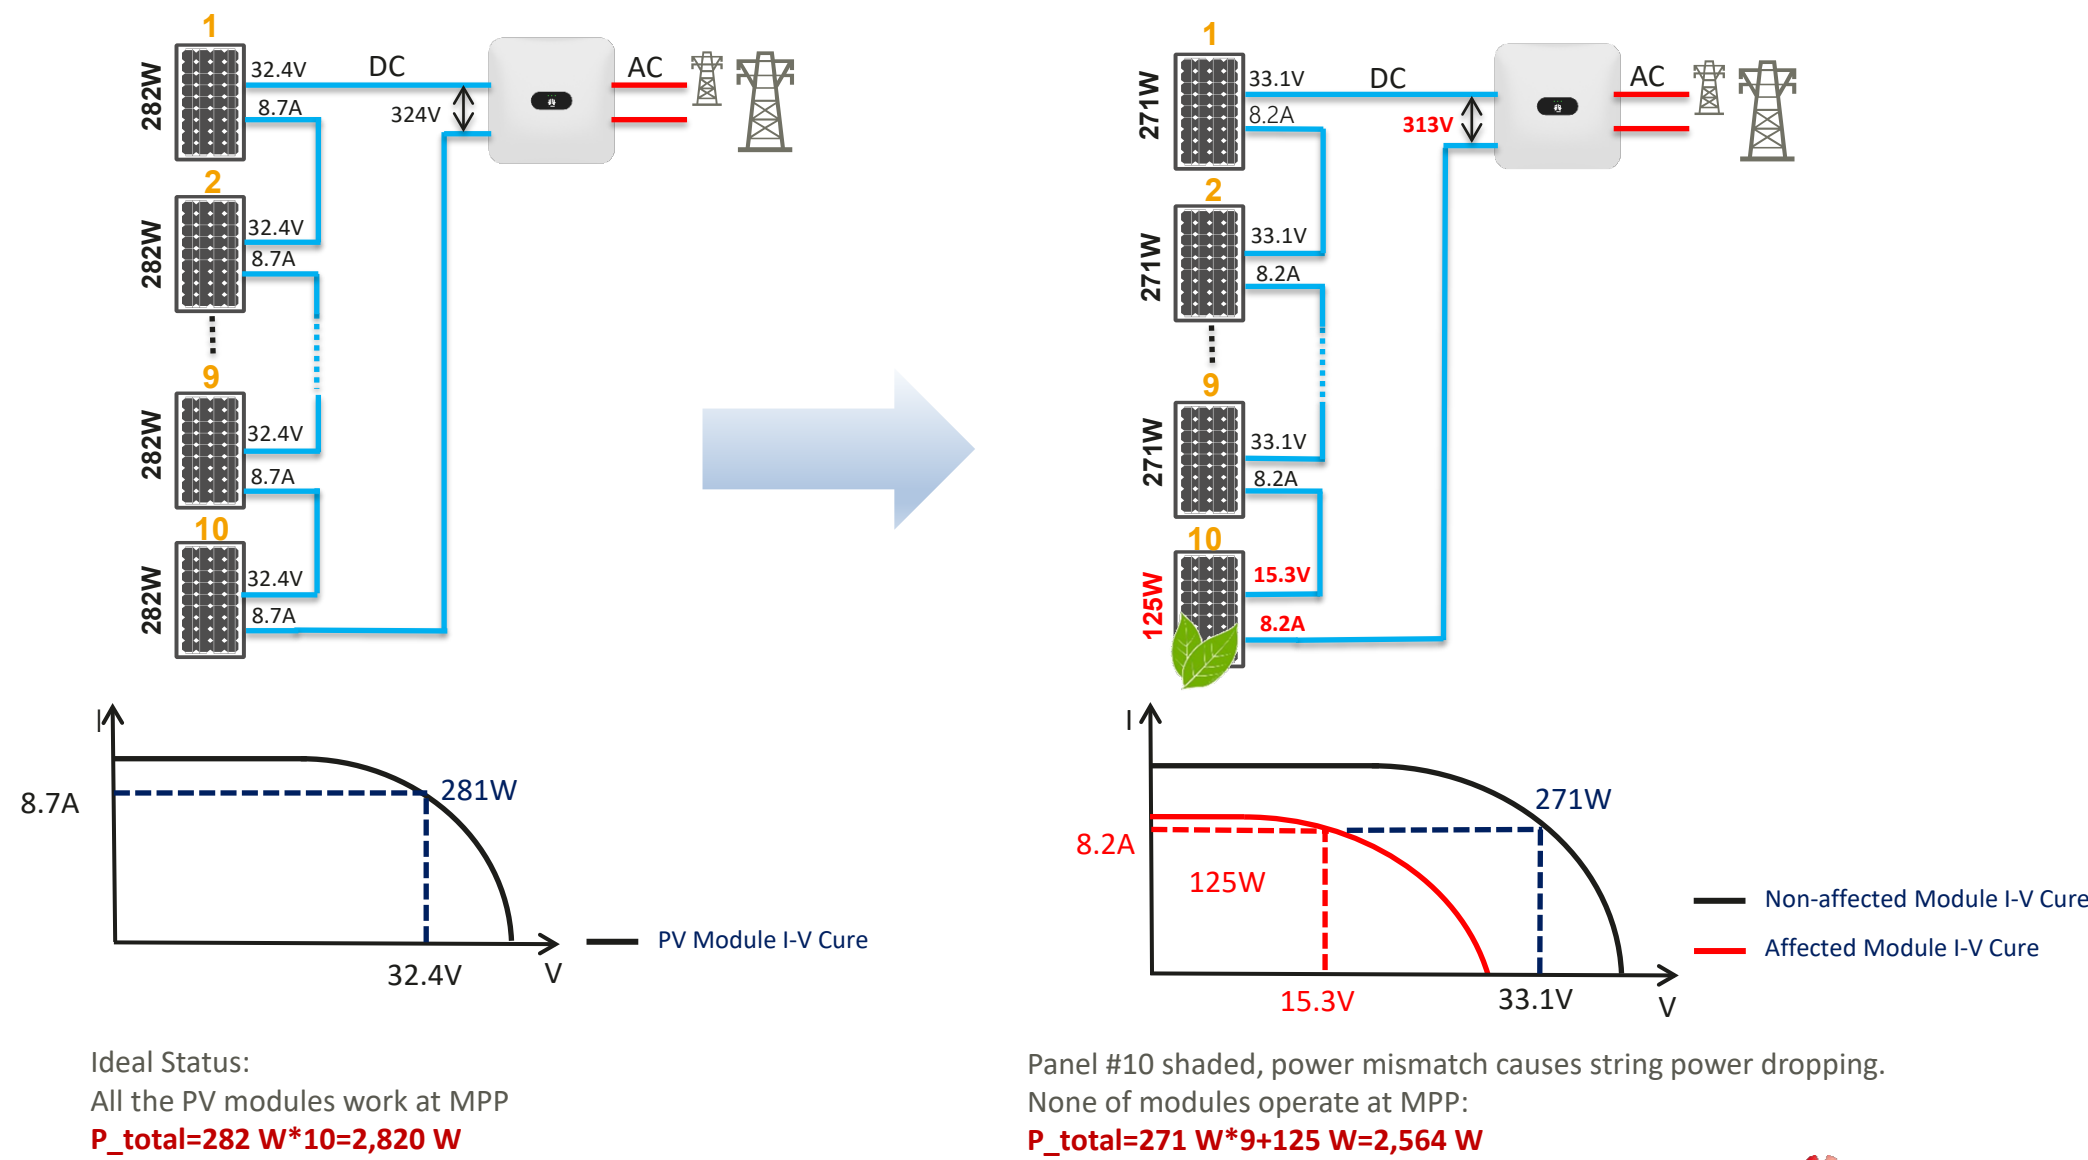 1
282W
32.4V
8.7A
DC
324V
AC
2
282W
32.4V
8.7A
9
282W
32.4V
8.7A
10
282W
32.4V
8.7A
I
8.7A
281W
32.4V
V
PV Module I-V Cure
Ideal Status:
All the PV modules work at MPP
P_total=282 W*10=2,820 W
1
271W
33.1V
8.2A
DC
313V
AC
2
271W
33.1V
8.2A
9
271W
33.1V
8.2A
10
125W
15.3V
8.2A
I
8.2A
271W
125W
15.3V
33.1V
V
Non-affected Module I-V Cure
Affected Module I-V Cure
Panel #10 shaded, power mismatch causes string power dropping.
None of modules operate at MPP:
P_total=271 W*9+125 W=2,564 W